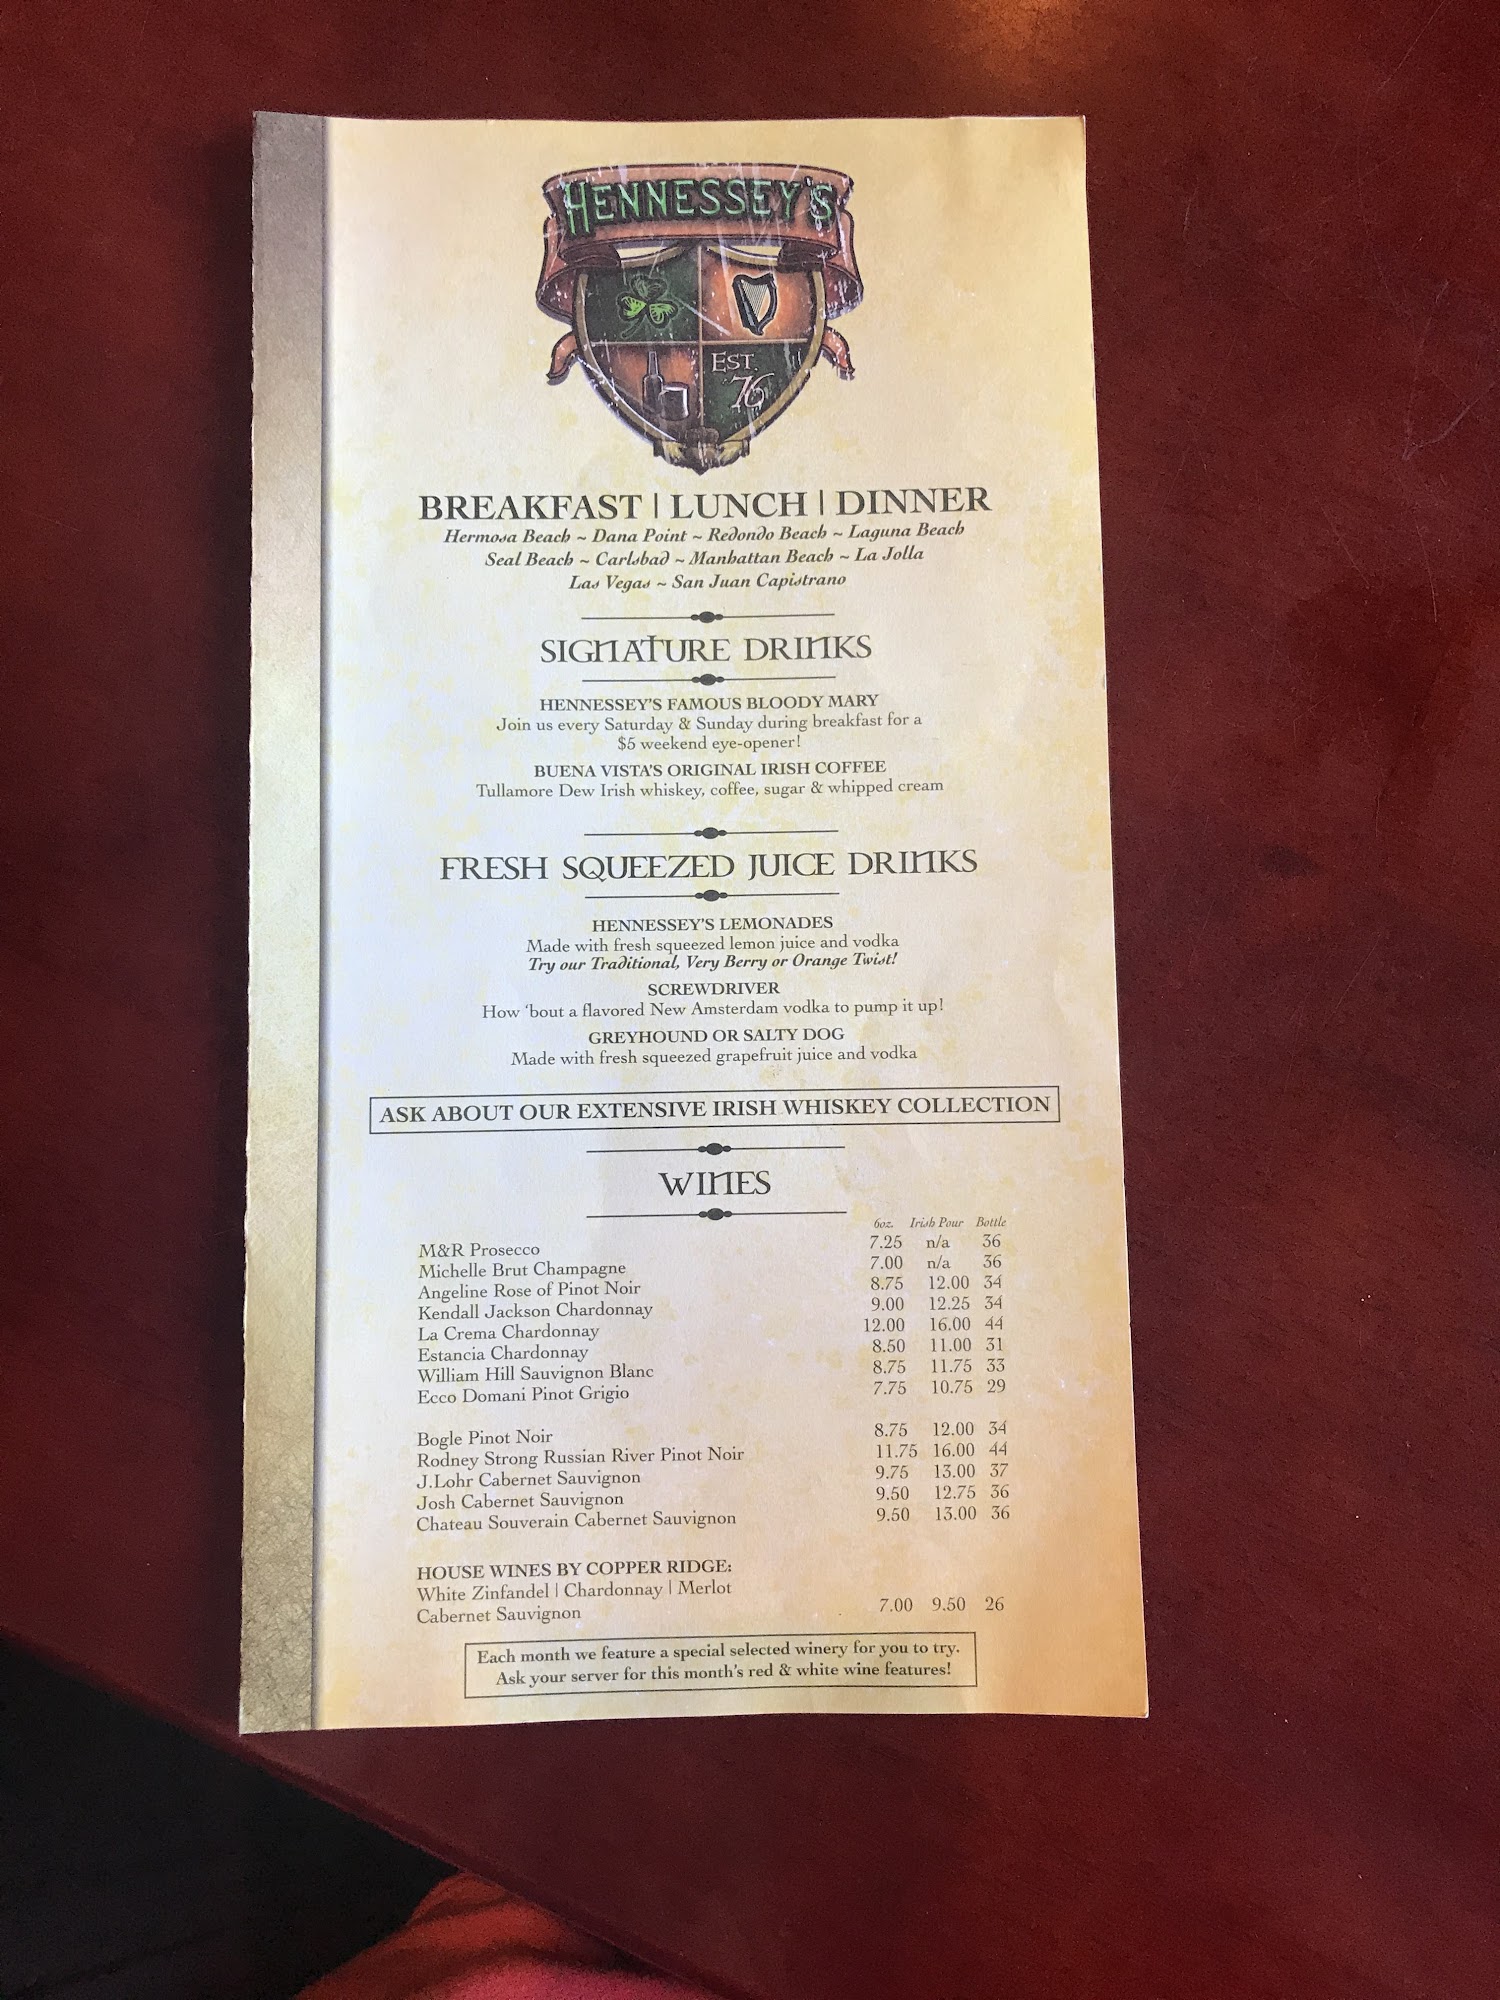 HENNESSEY'S
EST.
76
BREAKFAST | LUNCH | DINNER
Hermosa Beach ~ Dana Point ~ Redondo Beach ~ Laguna Beach
Seal Beach ~ Carlsbad ~ Manhattan Beach ~ La Jolla
Las Vegas ~ San Juan Capistrano
SIGNATURE DRINKS
HENNESSEY'S FAMOUS BLOODY MARY
Join us every Saturday & Sunday during breakfast for a
$5 weekend eye-opener!
BUENA VISTA'S ORIGINAL IRISH COFFEE
Tullamore Dew Irish whiskey, coffee, sugar & whipped cream
FRESH SQUEEZED JUICE DRINKS
HENNESSEY'S LEMONADES
Made with fresh squeezed lemon juice and vodka
Try our Traditional, Very Berry or Orange Twist!
SCREWDRIVER
How 'bout a flavored New Amsterdam vodka to pump it up!
GREYHOUND OR SALTY DOG
Made with fresh squeezed grapefruit juice and vodka
ASK ABOUT OUR EXTENSIVE IRISH WHISKEY COLLECTION
WINES
6oz. Irish Pour Bottle
M&R Prosecco 7.25 n/a 36
Michelle Brut Champagne 7.00 n/a 36
Angeline Rose of Pinot Noir 8.75 12.00 34
Kendall Jackson Chardonnay 9.00 12.25 34
La Crema Chardonnay 12.00 16.00 44
Estancia Chardonnay 8.50 11.00 31
William Hill Sauvignon Blanc 8.75 11.75 33
Ecco Domani Pinot Grigio 7.75 10.75 29
Bogle Pinot Noir 8.75 12.00 34
Rodney Strong Russian River Pinot Noir 11.75 16.00 44
J.Lohr Cabernet Sauvignon 9.75 13.00 37
Josh Cabernet Sauvignon 9.50 12.75 36
Chateau Souverain Cabernet Sauvignon 9.50 13.00 36
HOUSE WINES BY COPPER RIDGE:
White Zinfandel | Chardonnay | Merlot
Cabernet Sauvignon 7.00 9.50 26
Each month we feature a special selected winery for you to try.
Ask your server for this month's red & white wine features!